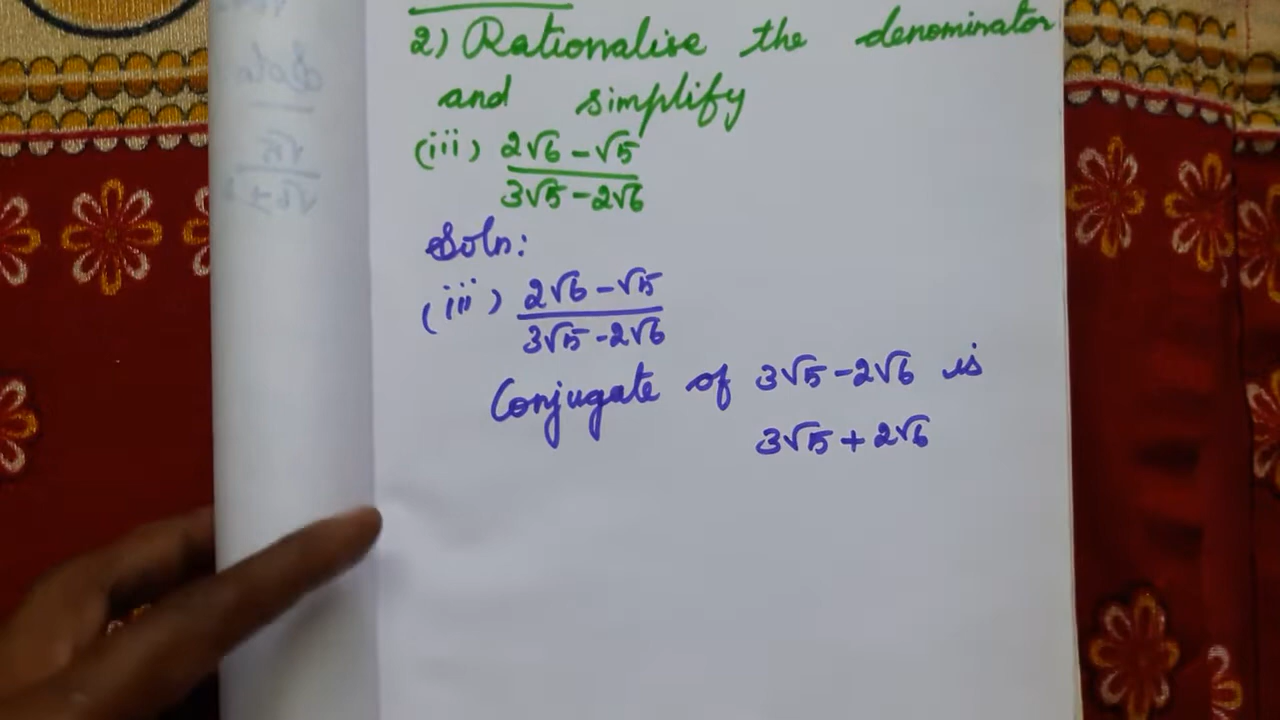 2) Rationalise the denominator
and simplify
(iii) 2√6 - √5
3√5 - 2√6
Soln:
(iii) 2√6 - √5
3√5 - 2√6
Conjugate of 3√5 - 2√6 is
3√5 + 2√6